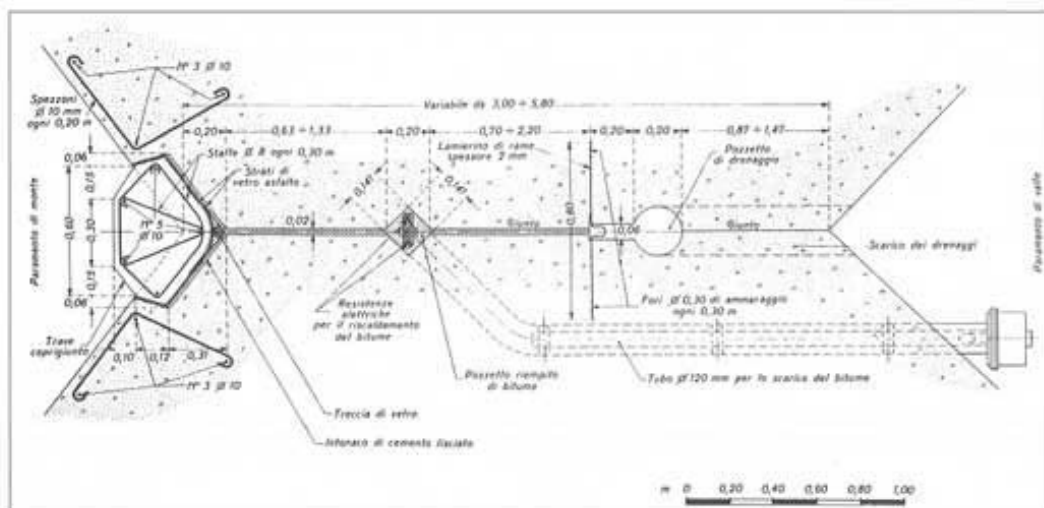 N° 3 Ø 10
Spezzoni
Ø 10 mm
ogni 0,20 m
Variabile da 3,00 ÷ 5,80
0,20
0,63 ÷ 1,33
0,20
0,70 ÷ 2,20
0,20
0,20
0,87 ÷ 1,47
Lamierino di rame
spessore 2 mm
Pozzetto
di drenaggio
Staffe Ø 8 ogni 0,30 m
Strati di
vetro asfalto
0,141
0,141
0,06
0,15
0,60
0,30
0,15
0,06
N° 5
Ø 10
0,02
0,80
0,06
Giunto
Giunto
Paramento di monte
Paramento di valle
Scarico dei drenaggi
Resistenze
elettriche
per il riscaldamento
del bitume
Fori Ø 0,30 di ammaraggio
ogni 0,30 m
Trave
coprigiunto
0,10
0,12
0,31
N° 3 Ø 10
Pozzetto riempito
di bitume
Tubo Ø 120 mm per lo scarico del bitume
Treccia di vetro
Intonaco di cemento lisciato
m 0 0,20 0,40 0,60 0,80 1,00